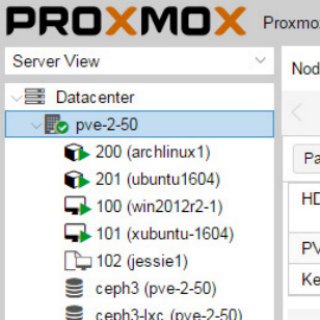 PROXMOX
Proxmo
Server View
Nod
Datacenter
pve-2-50
200 (archlinux1)
201 (ubuntu1604)
100 (win2012r2-1)
101 (xubuntu-1604)
102 (jessie1)
ceph3 (pve-2-50)
ceph3-lxc (pve-2-50)
Pa
HD
PV
Ke